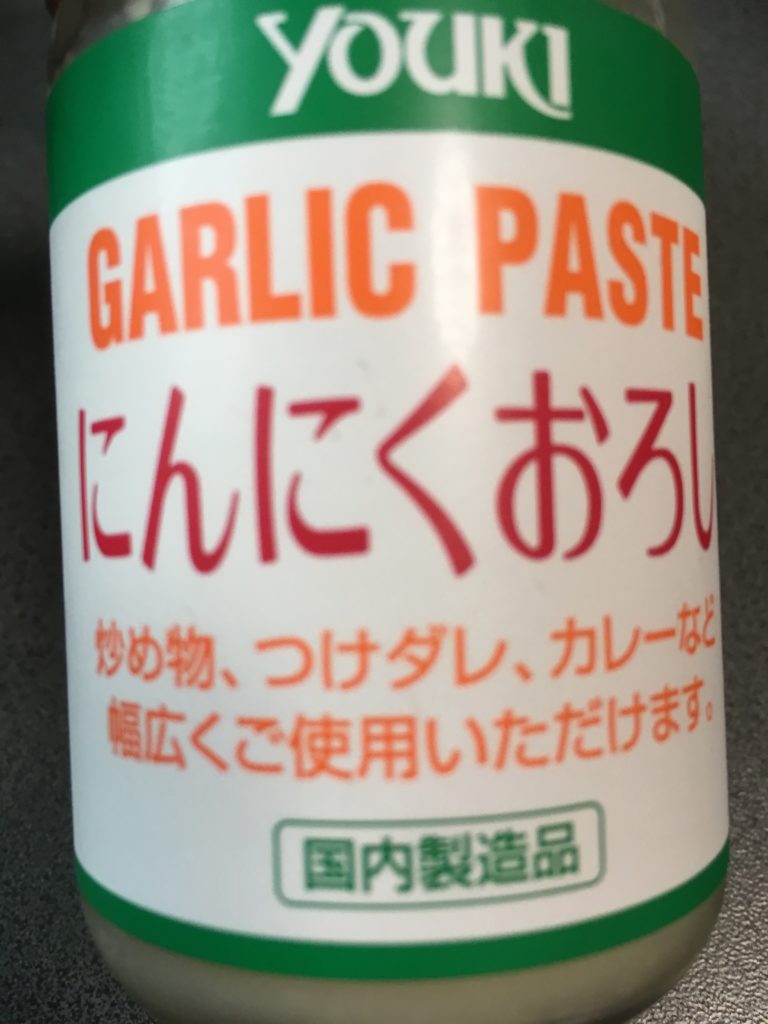 YOUKI
GARLIC PASTE
にんにくおろし
炒め物、つけダレ、カレーなど
幅広くご使用いただけます。
国内製造品